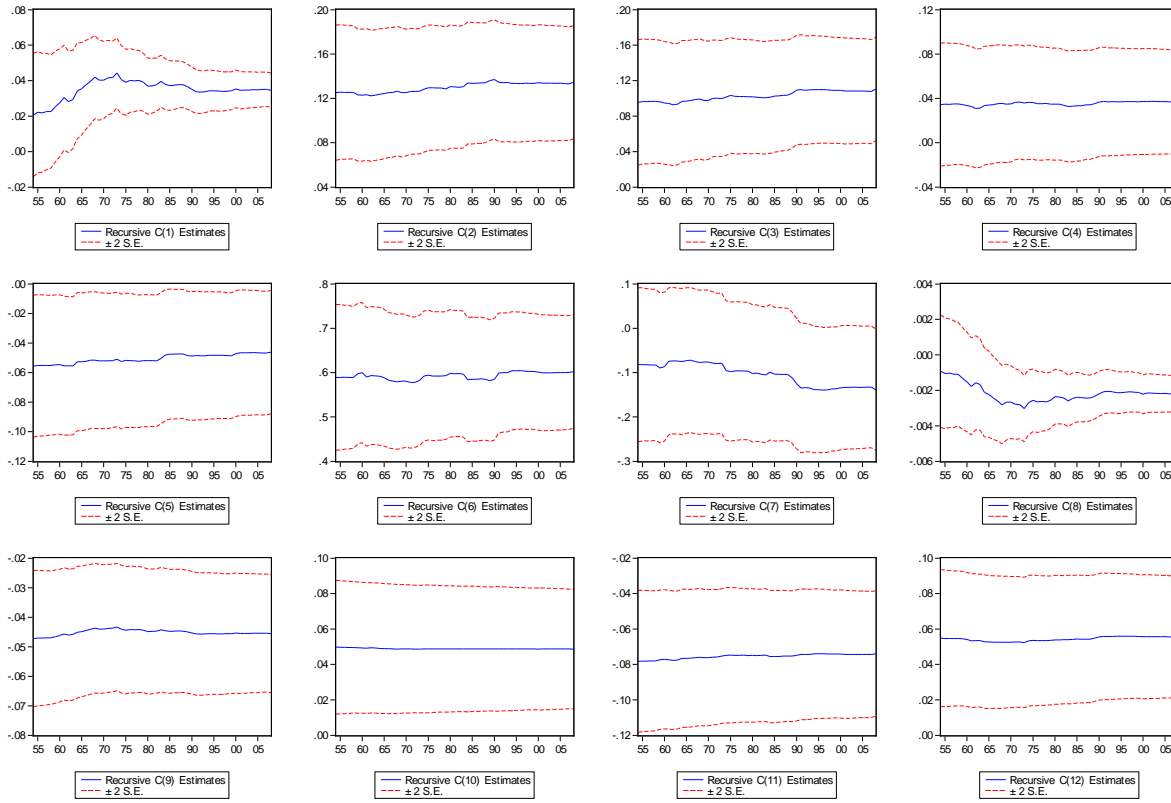 .08
.06
.04
.02
.00
-.02
55 60 65 70 75 80 85 90 95 00 05
Recursive C(1) Estimates
± 2 S.E.
.20
.16
.12
.08
.04
55 60 65 70 75 80 85 90 95 00 05
Recursive C(2) Estimates
± 2 S.E.
.20
.16
.12
.08
.04
.00
55 60 65 70 75 80 85 90 95 00 05
Recursive C(3) Estimates
± 2 S.E.
.12
.08
.04
.00
-.04
55 60 65 70 75 80 85 90 95 00 05
Recursive C(4) Estimates
± 2 S.E.
.00
-.02
-.04
-.06
-.08
-.10
-.12
55 60 65 70 75 80 85 90 95 00 05
Recursive C(5) Estimates
± 2 S.E.
.8
.7
.6
.5
.4
55 60 65 70 75 80 85 90 95 00 05
Recursive C(6) Estimates
± 2 S.E.
.1
.0
-.1
-.2
-.3
55 60 65 70 75 80 85 90 95 00 05
Recursive C(7) Estimates
± 2 S.E.
.004
.002
.000
-.002
-.004
-.006
55 60 65 70 75 80 85 90 95 00 05
Recursive C(8) Estimates
± 2 S.E.
-.02
-.03
-.04
-.05
-.06
-.07
-.08
55 60 65 70 75 80 85 90 95 00 05
Recursive C(9) Estimates
± 2 S.E.
.10
.08
.06
.04
.02
.00
55 60 65 70 75 80 85 90 95 00 05
Recursive C(10) Estimates
± 2 S.E.
-.02
-.04
-.06
-.08
-.10
-.12
55 60 65 70 75 80 85 90 95 00 05
Recursive C(11) Estimates
± 2 S.E.
.10
.08
.06
.04
.02
.00
55 60 65 70 75 80 85 90 95 00 05
Recursive C(12) Estimates
± 2 S.E.